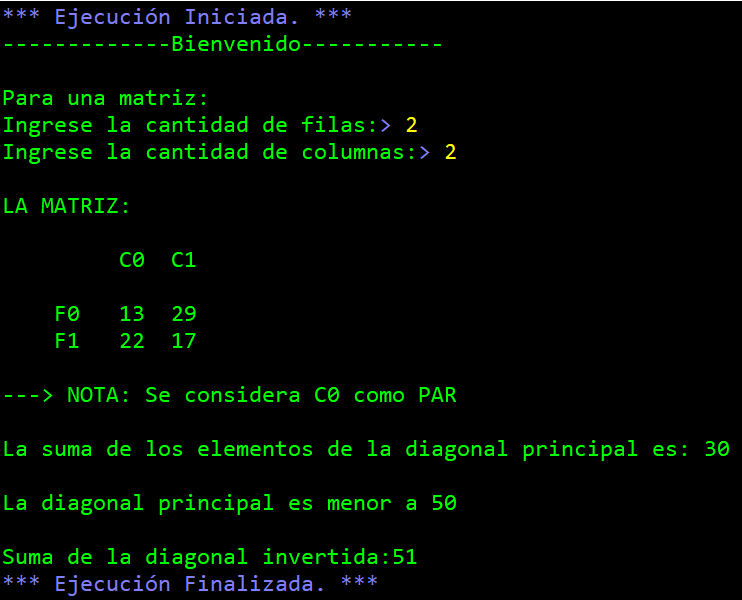 *** Ejecución Iniciada. ***
-------------Bienvenido-----------
Para una matriz:
Ingrese la cantidad de filas:> 2
Ingrese la cantidad de columnas:> 2
LA MATRIZ:
C0 C1
F0 13 29
F1 22 17
---> NOTA: Se considera C0 como PAR
La suma de los elementos de la diagonal principal es: 30
La diagonal principal es menor a 50
Suma de la diagonal invertida:51
*** Ejecución Finalizada. ***